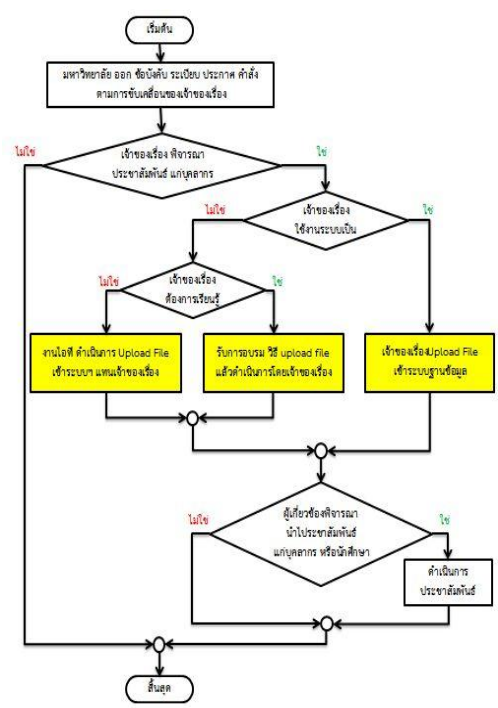 เริ่มต้น
มหาวิทยาลัย ออก ข้อบังคับ ระเบียบ ประกาศ คำสั่ง
ตามการขับเคลื่อนของเจ้าของเรื่อง
ไม่ใช่
เจ้าของเรื่อง พิจารณา
ประชาสัมพันธ์ แก่บุคลากร
ใช่
ไม่ใช่
เจ้าของเรื่อง
ใช้งานระบบเป็น
ใช่
ไม่ใช่
เจ้าของเรื่อง
ต้องการเรียนรู้
ใช่
งานไอที ดำเนินการ Upload File
เข้าระบบฯ แทนเจ้าของเรื่อง
รับการอบรม วิธี upload file
แล้วดำเนินการโดยเจ้าของเรื่อง
เจ้าของเรื่องUpload File
เข้าระบบฐานข้อมูล
ไม่ใช่
ผู้เกี่ยวข้องพิจารณา
นำไปประชาสัมพันธ์
แก่บุคลากร หรือนักศึกษา
ใช่
ดำเนินการ
ประชาสัมพันธ์
สิ้นสุด